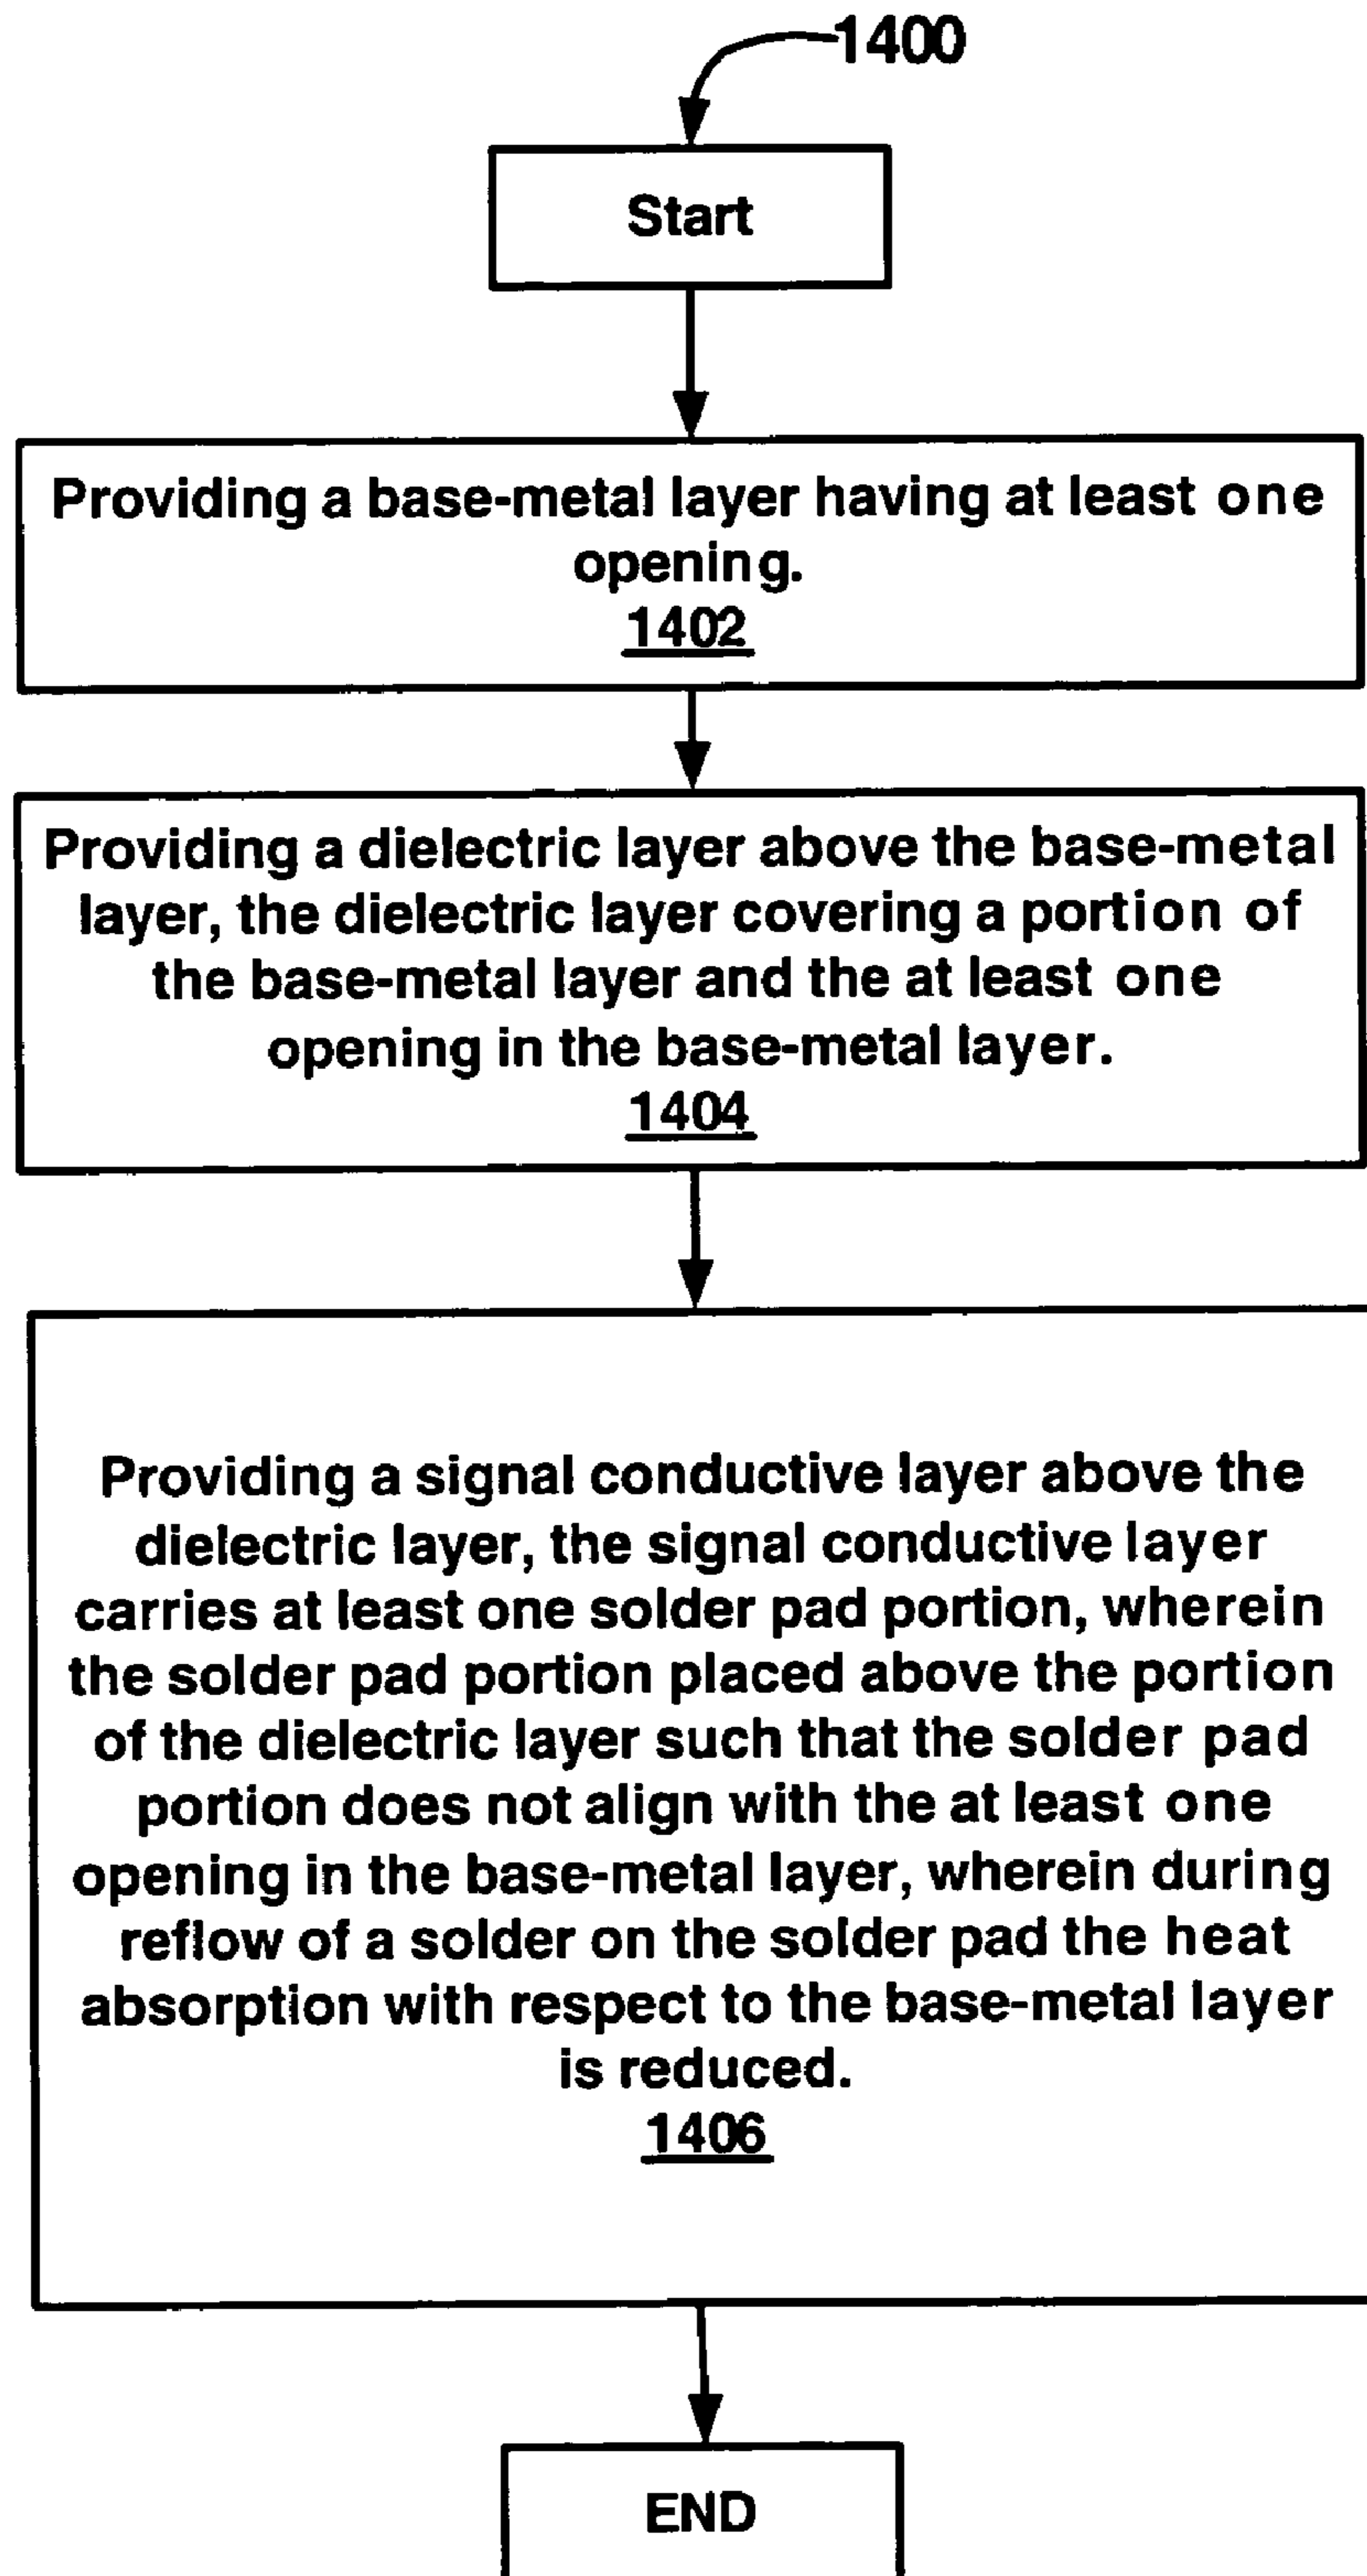 1400
Start
Providing a base-metal layer having at least one
opening.
1402
Providing a dielectric layer above the base-metal
layer, the dielectric layer covering a portion of
the base-metal layer and the at least one
opening in the base-metal layer.
1404
Providing a signal conductive layer above the
dielectric layer, the signal conductive layer
carries at least one solder pad portion, wherein
the solder pad portion placed above the portion
of the dielectric layer such that the solder pad
portion does not align with the at least one
opening in the base-metal layer, wherein during
reflow of a solder on the solder pad the heat
absorption with respect to the base-metal layer
is reduced.
1406
END